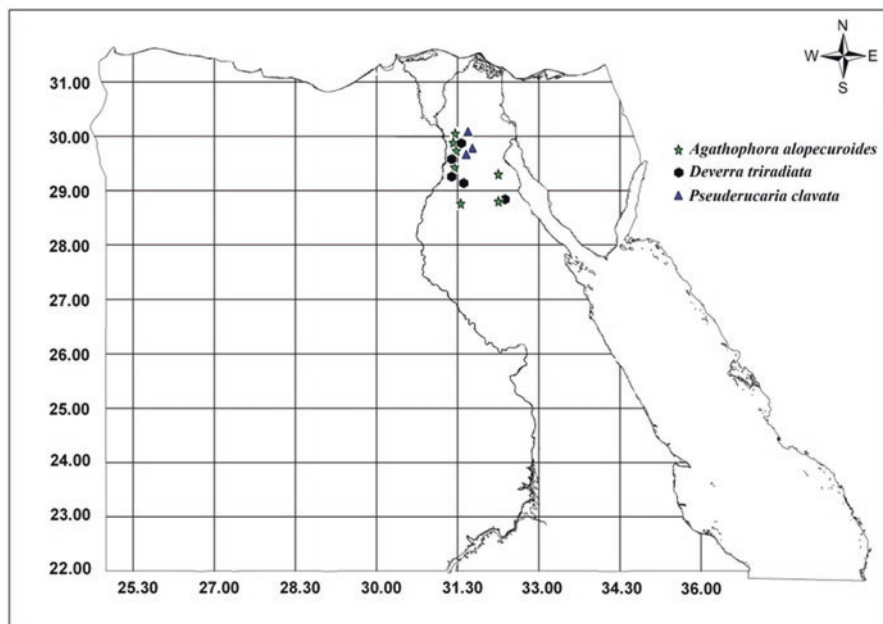 N
W E
S
31.00
30.00
Agathophora alopecuroides
Deverra triradiata
29.00
Pseuderucaria clavata
28.00
27.00
26.00
25.00
24.00
23.00
22.00
25.30 27.00 28.30 30.00 31.30 33.00 34.30 36.00